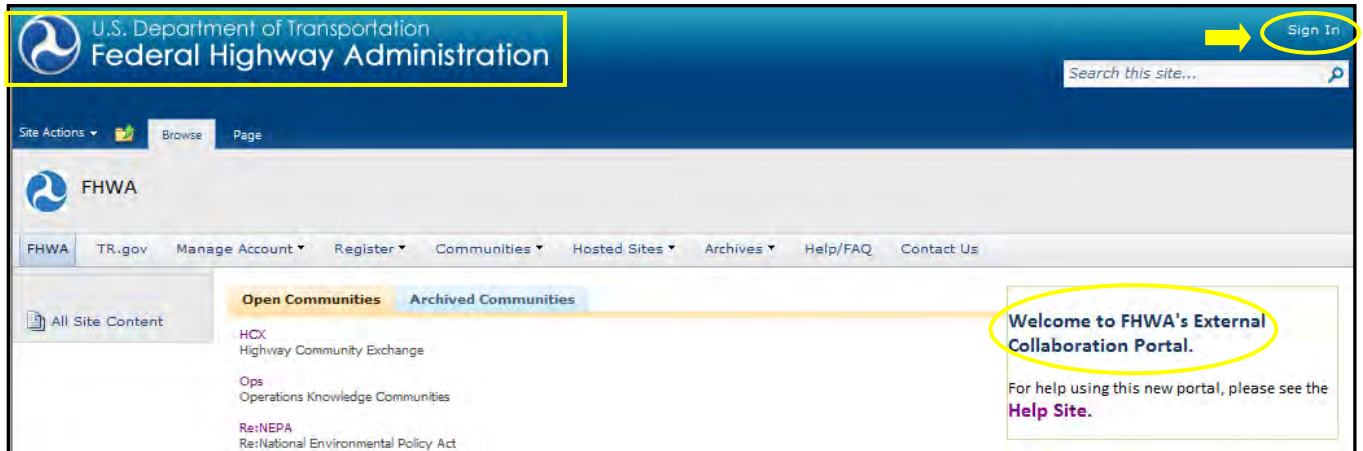 U.S. Department of Transportation
Federal Highway Administration
Sign In
Search this site...
Site Actions Browse Page
FHWA
FHWA TR.gov Manage Account Register Communities Hosted Sites Archives Help/FAQ Contact Us
All Site Content
Open Communities Archived Communities
HCX
Highway Community Exchange
Ops
Operations Knowledge Communities
Re:NEPA
Re:National Environmental Policy Act
Welcome to FHWA's External
Collaboration Portal.
For help using this new portal, please see the
Help Site.